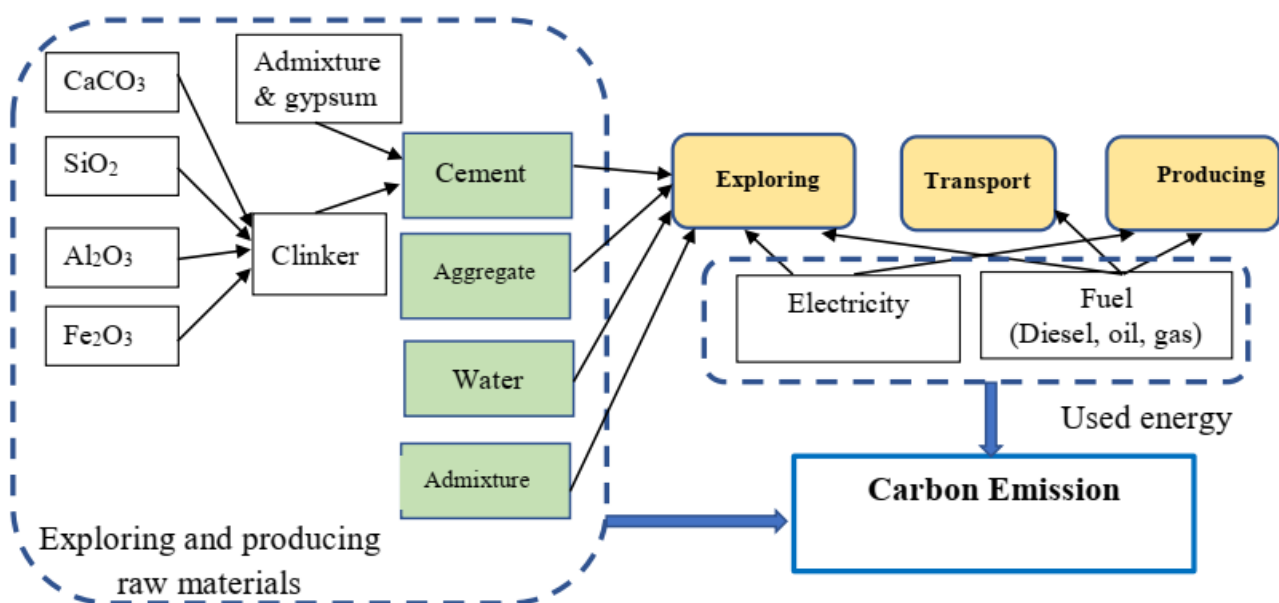 CaCO₃
SiO₂
Al₂O₃
Fe₂O₃
Admixture
& gypsum
Clinker
Cement
Aggregate
Water
Admixture
Exploring and producing
raw materials
Exploring
Transport
Producing
Electricity
Fuel
(Diesel, oil, gas)
Used energy
Carbon Emission